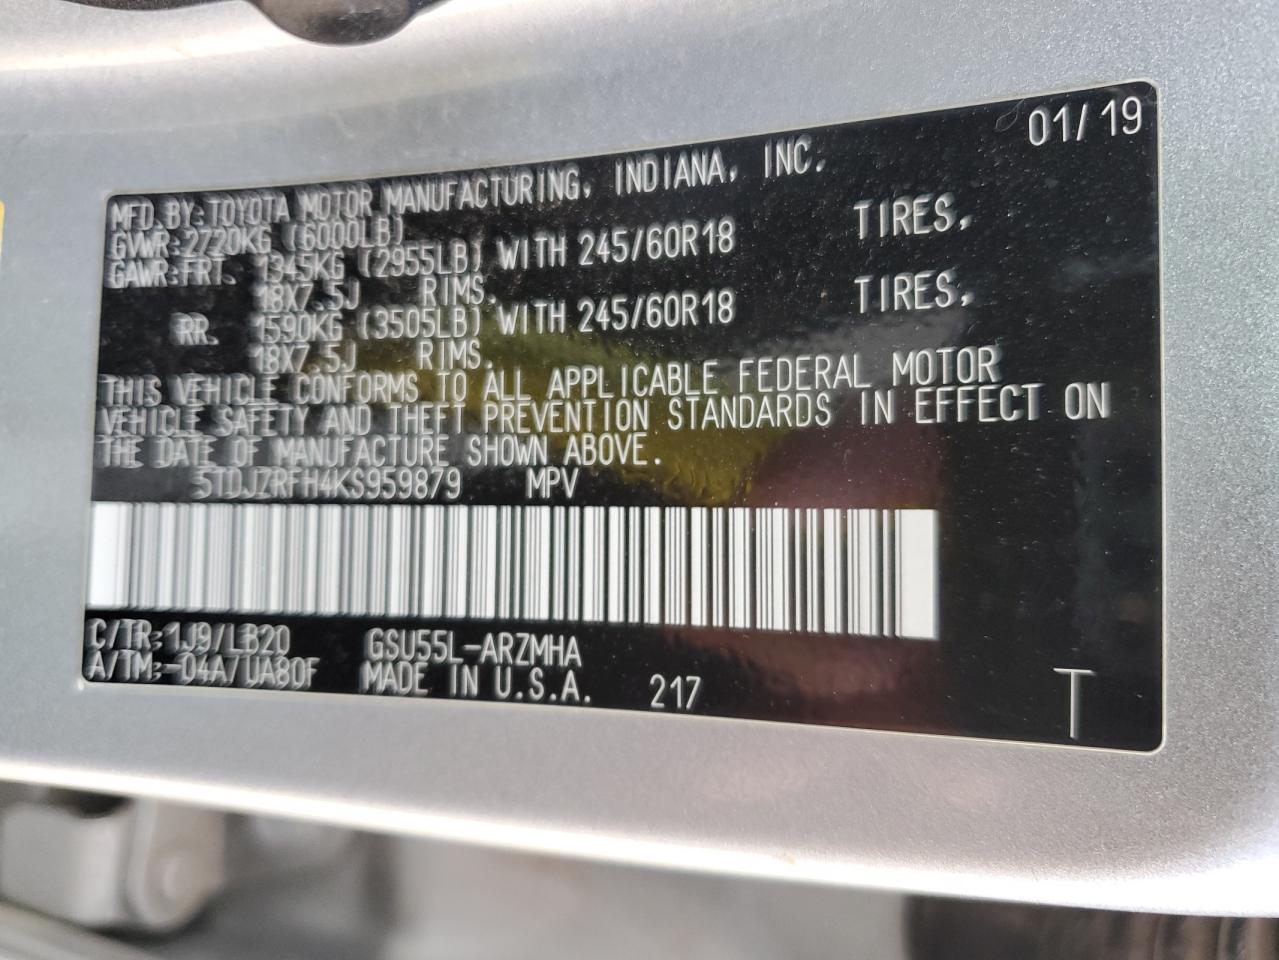 01/19
MFD. BY: TOYOTA MOTOR MANUFACTURING, INDIANA, INC.
GVWR: 2720KG (6000LB)
GAWR: FRT. 1345KG (2955LB) WITH 245/60R18 TIRES,
18X7.5J RIMS.
RR. 1590KG (3505LB) WITH 245/60R18 TIRES,
18X7.5J RIMS.
THIS VEHICLE CONFORMS TO ALL APPLICABLE FEDERAL MOTOR
VEHICLE SAFETY AND THEFT PREVENTION STANDARDS IN EFFECT ON
THE DATE OF MANUFACTURE SHOWN ABOVE.
5TDJZRFH4KS959879 MPV
C/TR: 1J9/LB20 GSU55L-ARZMHA
A/TM: -04A/UA80F MADE IN U.S.A. 217
T